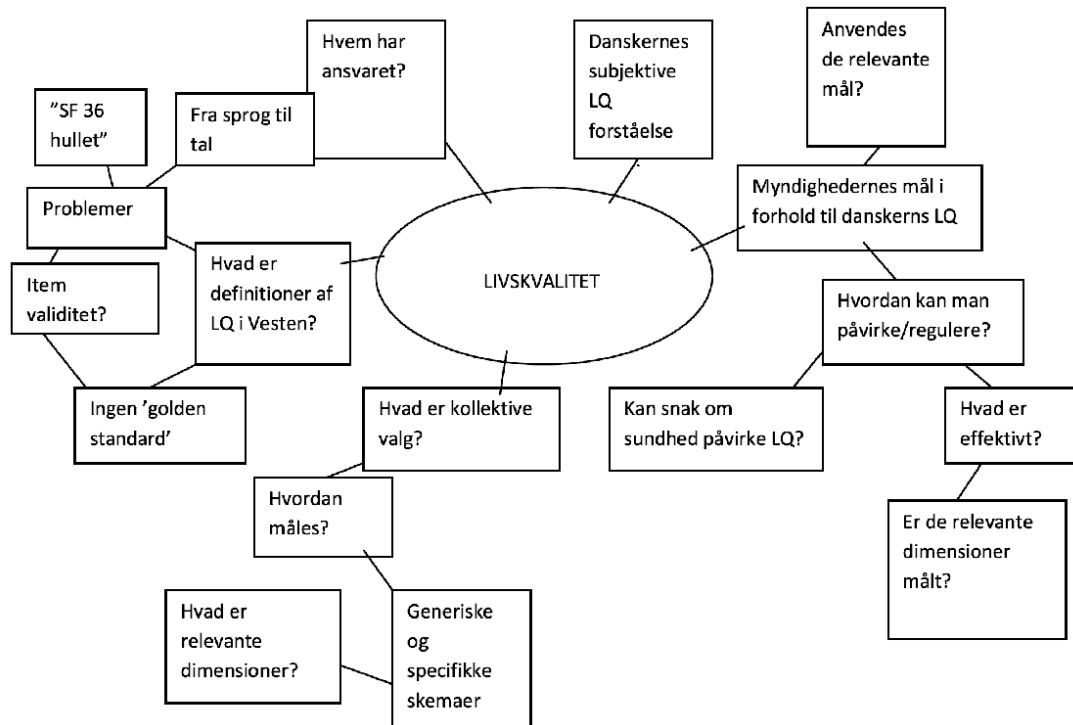 Hvem har
ansvaret?
Danskernes
subjektive
LQ
forståelse
Anvendes
de relevante
mål?
”SF 36
hullet”
Fra sprog til
tal
Problemer
Myndighedernes mål i
forhold til danskerns LQ
Item
validitet?
Hvad er
definitioner af
LQ i Vesten?
LIVSKVALITET
Hvordan kan man
påvirke/regulere?
Ingen ’golden
standard’
Hvad er kollektive
valg?
Kan snak om
sundhed påvirke LQ?
Hvad er
effektivt?
Hvordan
måles?
Er de relevante
dimensioner
målt?
Hvad er
relevante
dimensioner?
Generiske
og
specifikke
skemaer